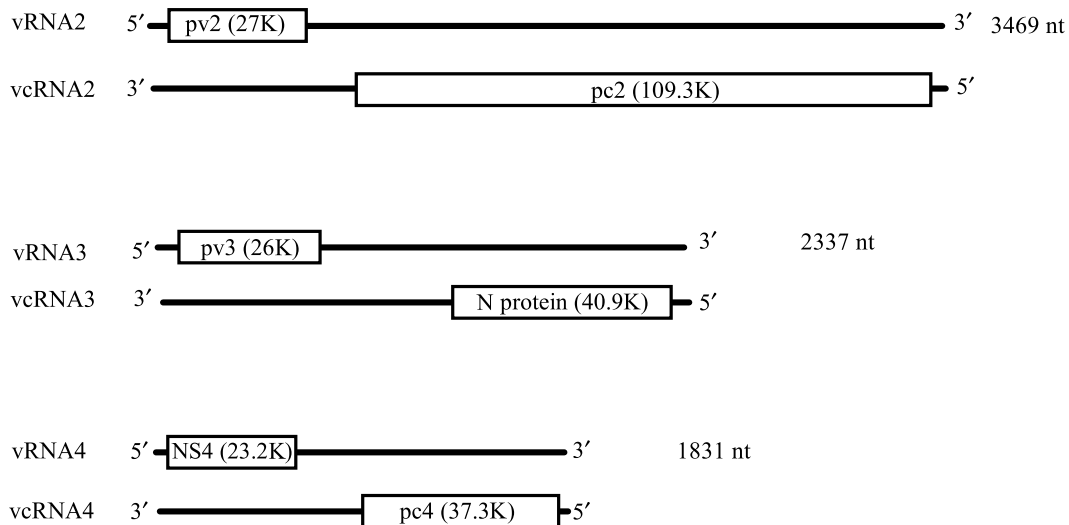 vRNA2 5′ pv2 (27K) 3′ 3469 nt
vcRNA2 3′ pc2 (109.3K) 5′
vRNA3 5′ pv3 (26K) 3′ 2337 nt
vcRNA3 3′ N protein (40.9K) 5′
vRNA4 5′ NS4 (23.2K) 3′ 1831 nt
vcRNA4 3′ pc4 (37.3K) 5′